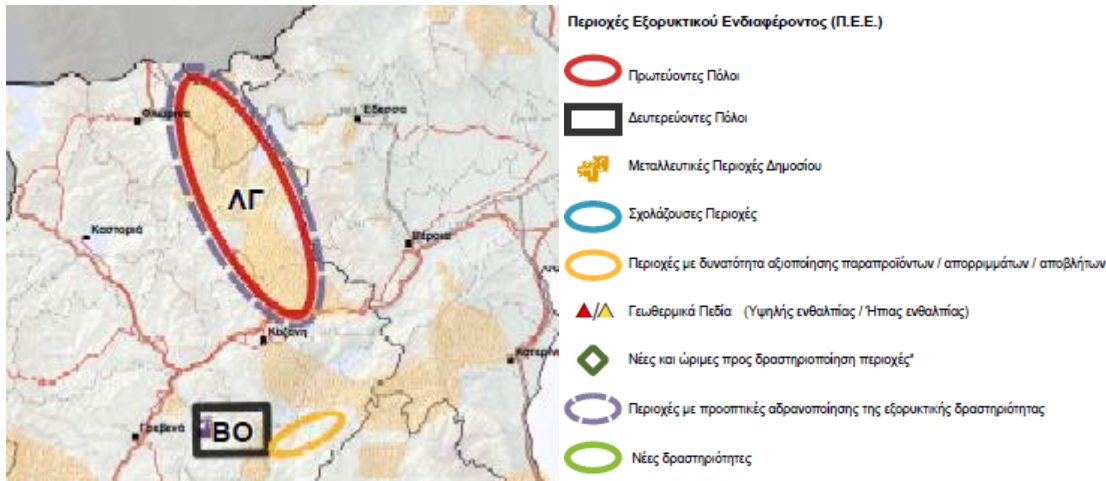 Φλώρινα
Έδεσσα
ΛΓ
Καστοριά
Βέροια
Κοζάνη
Γρεβενά
ΒΟ
Περιοχές Εξορυκτικού Ενδιαφέροντος (Π.Ε.Ε.)
Πρωτεύοντες Πόλοι
Δευτερεύοντες Πόλοι
Μεταλλευτικές Περιοχές Δημοσίου
Σχολάζουσες Περιοχές
Περιοχές με δυνατότητα αξιοποίησης παραπροϊόντων / απορριμμάτων / αποβλήτων
Γεωθερμικά Πεδία (Υψηλής ενθαλπίας / Ήπιας ενθαλπίας)
Νέες και ώριμες προς δραστηριοποίηση περιοχές*
Περιοχές με προοπτικές αδρανοποίησης της εξορυκτικής δραστηριότητας
Νέες δραστηριότητες